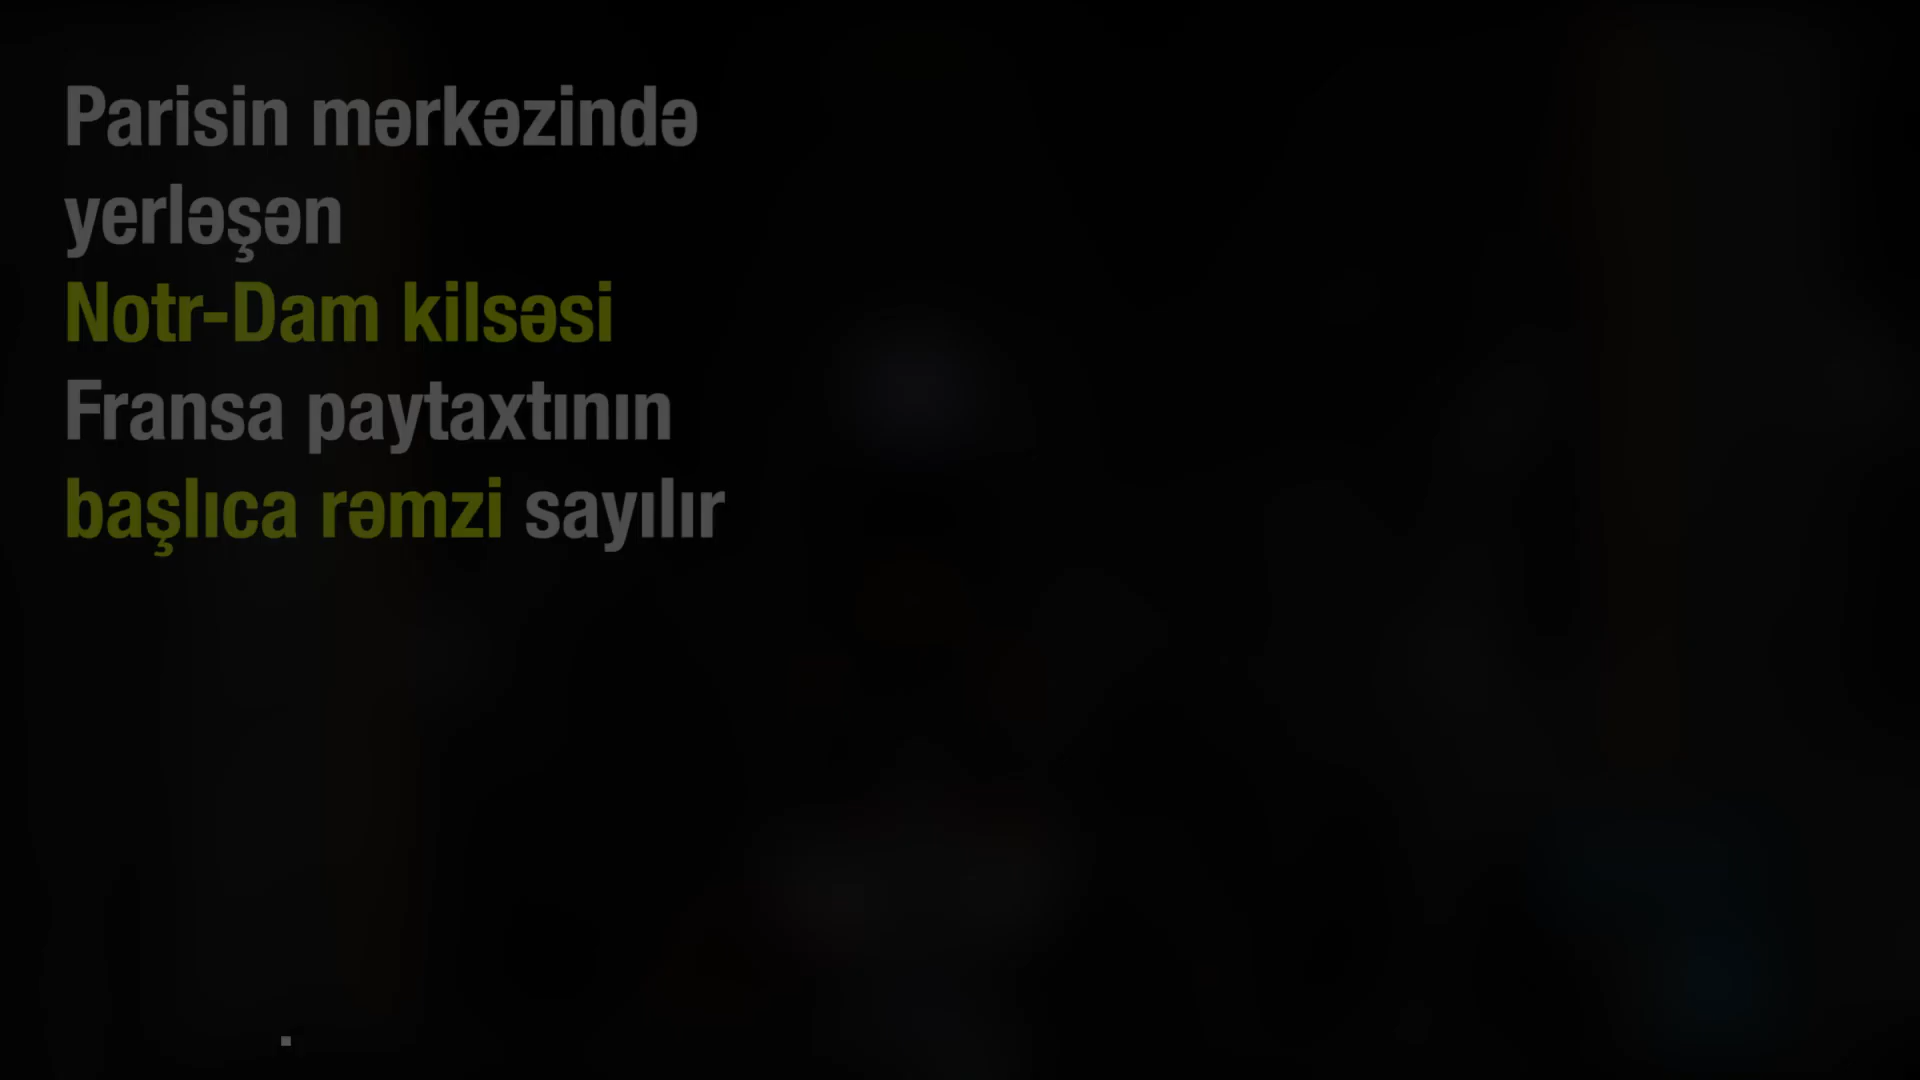 Parisin mərkəzində
yerləşən
Notr-Dam kilsəsi
Fransa paytaxtının
başlıca rəmzi sayılır